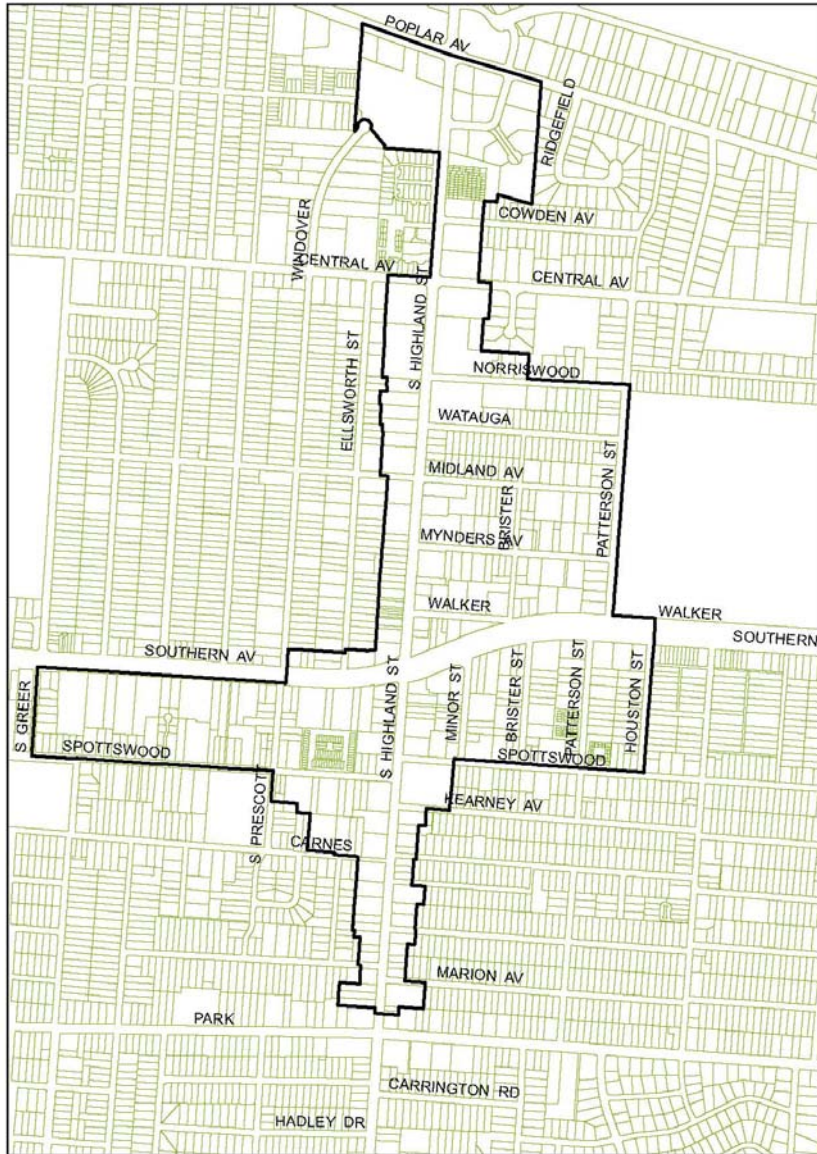 POPLAR AV
RIDGEFIELD
COWDEN AV
WINDOVER
CENTRAL AV
CENTRAL AV
S HIGHLAND ST
ELLSWORTH ST
NORRISWOOD
WATAUGA
MIDLAND AV
BRISTER
PATTERSON ST
MYNDERS AV
WALKER
WALKER
SOUTHERN
SOUTHERN AV
S GREER
SPOTTSWOOD
S HIGHLAND ST
MINOR ST
BRISTER ST
PATTERSON ST
HOUSTON ST
SPOTTSWOOD
KEARNEY AV
S PRESCOTT
CARNES
MARION AV
PARK
CARRINGTON RD
HADLEY DR